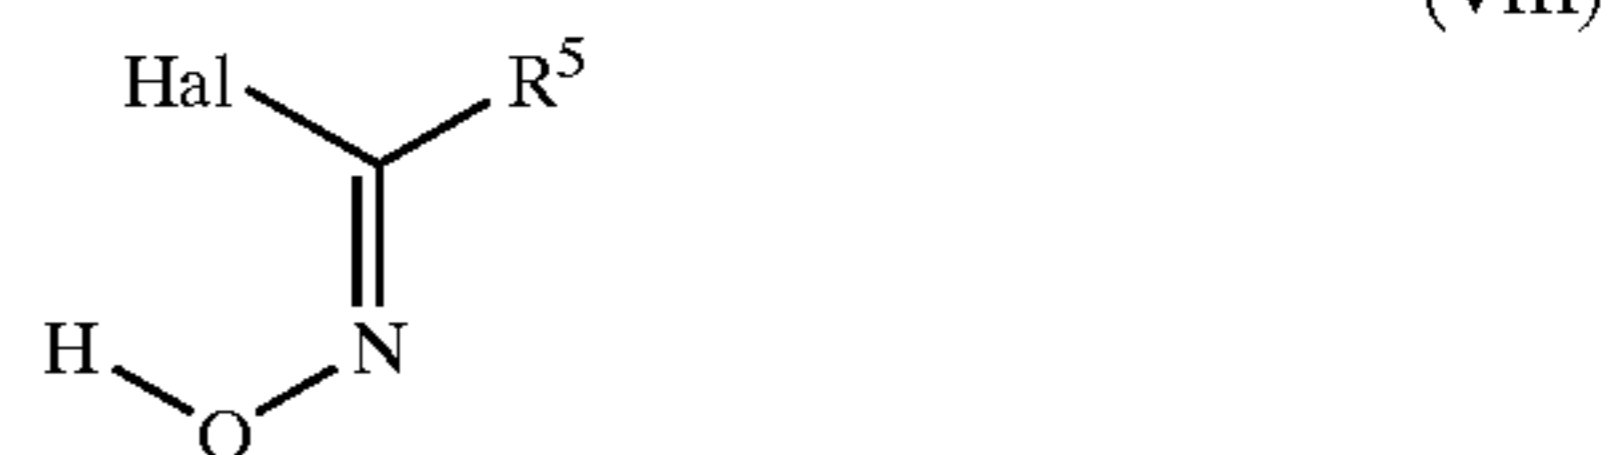 (VIII)
Hal R⁵
H N
O